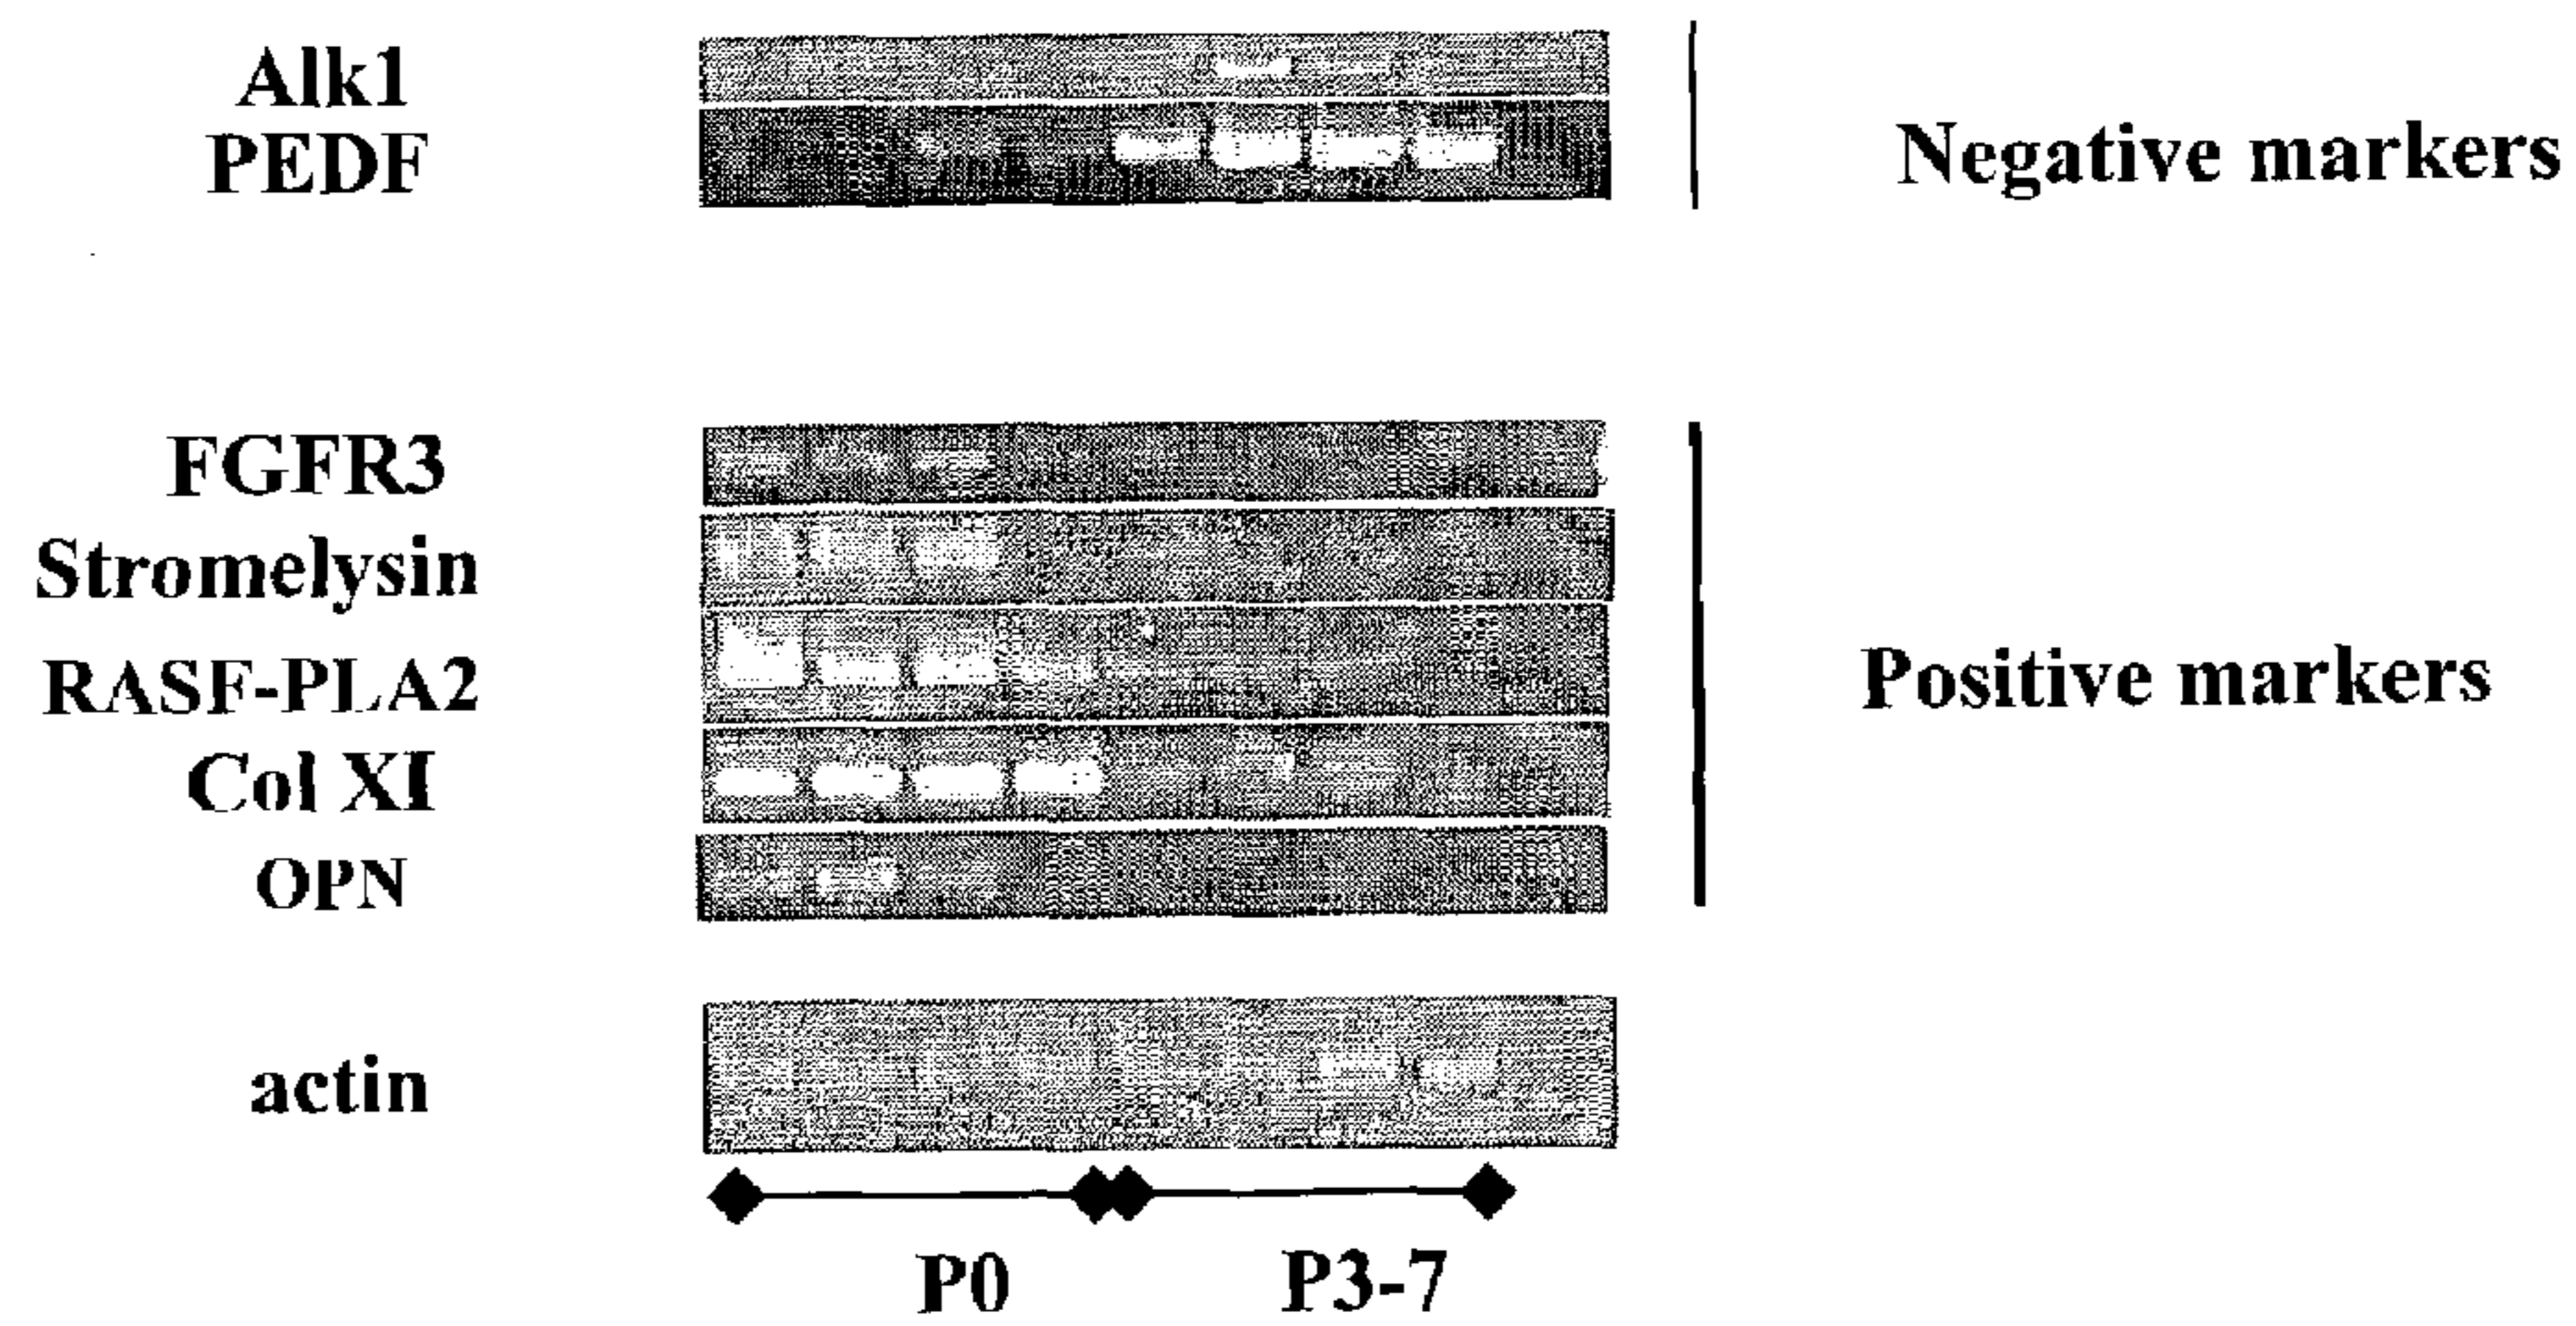 Alk1
PEDF
Negative markers
FGFR3
Stromelysin
RASF-PLA2
Positive markers
Col XI
OPN
actin
P0 P3-7